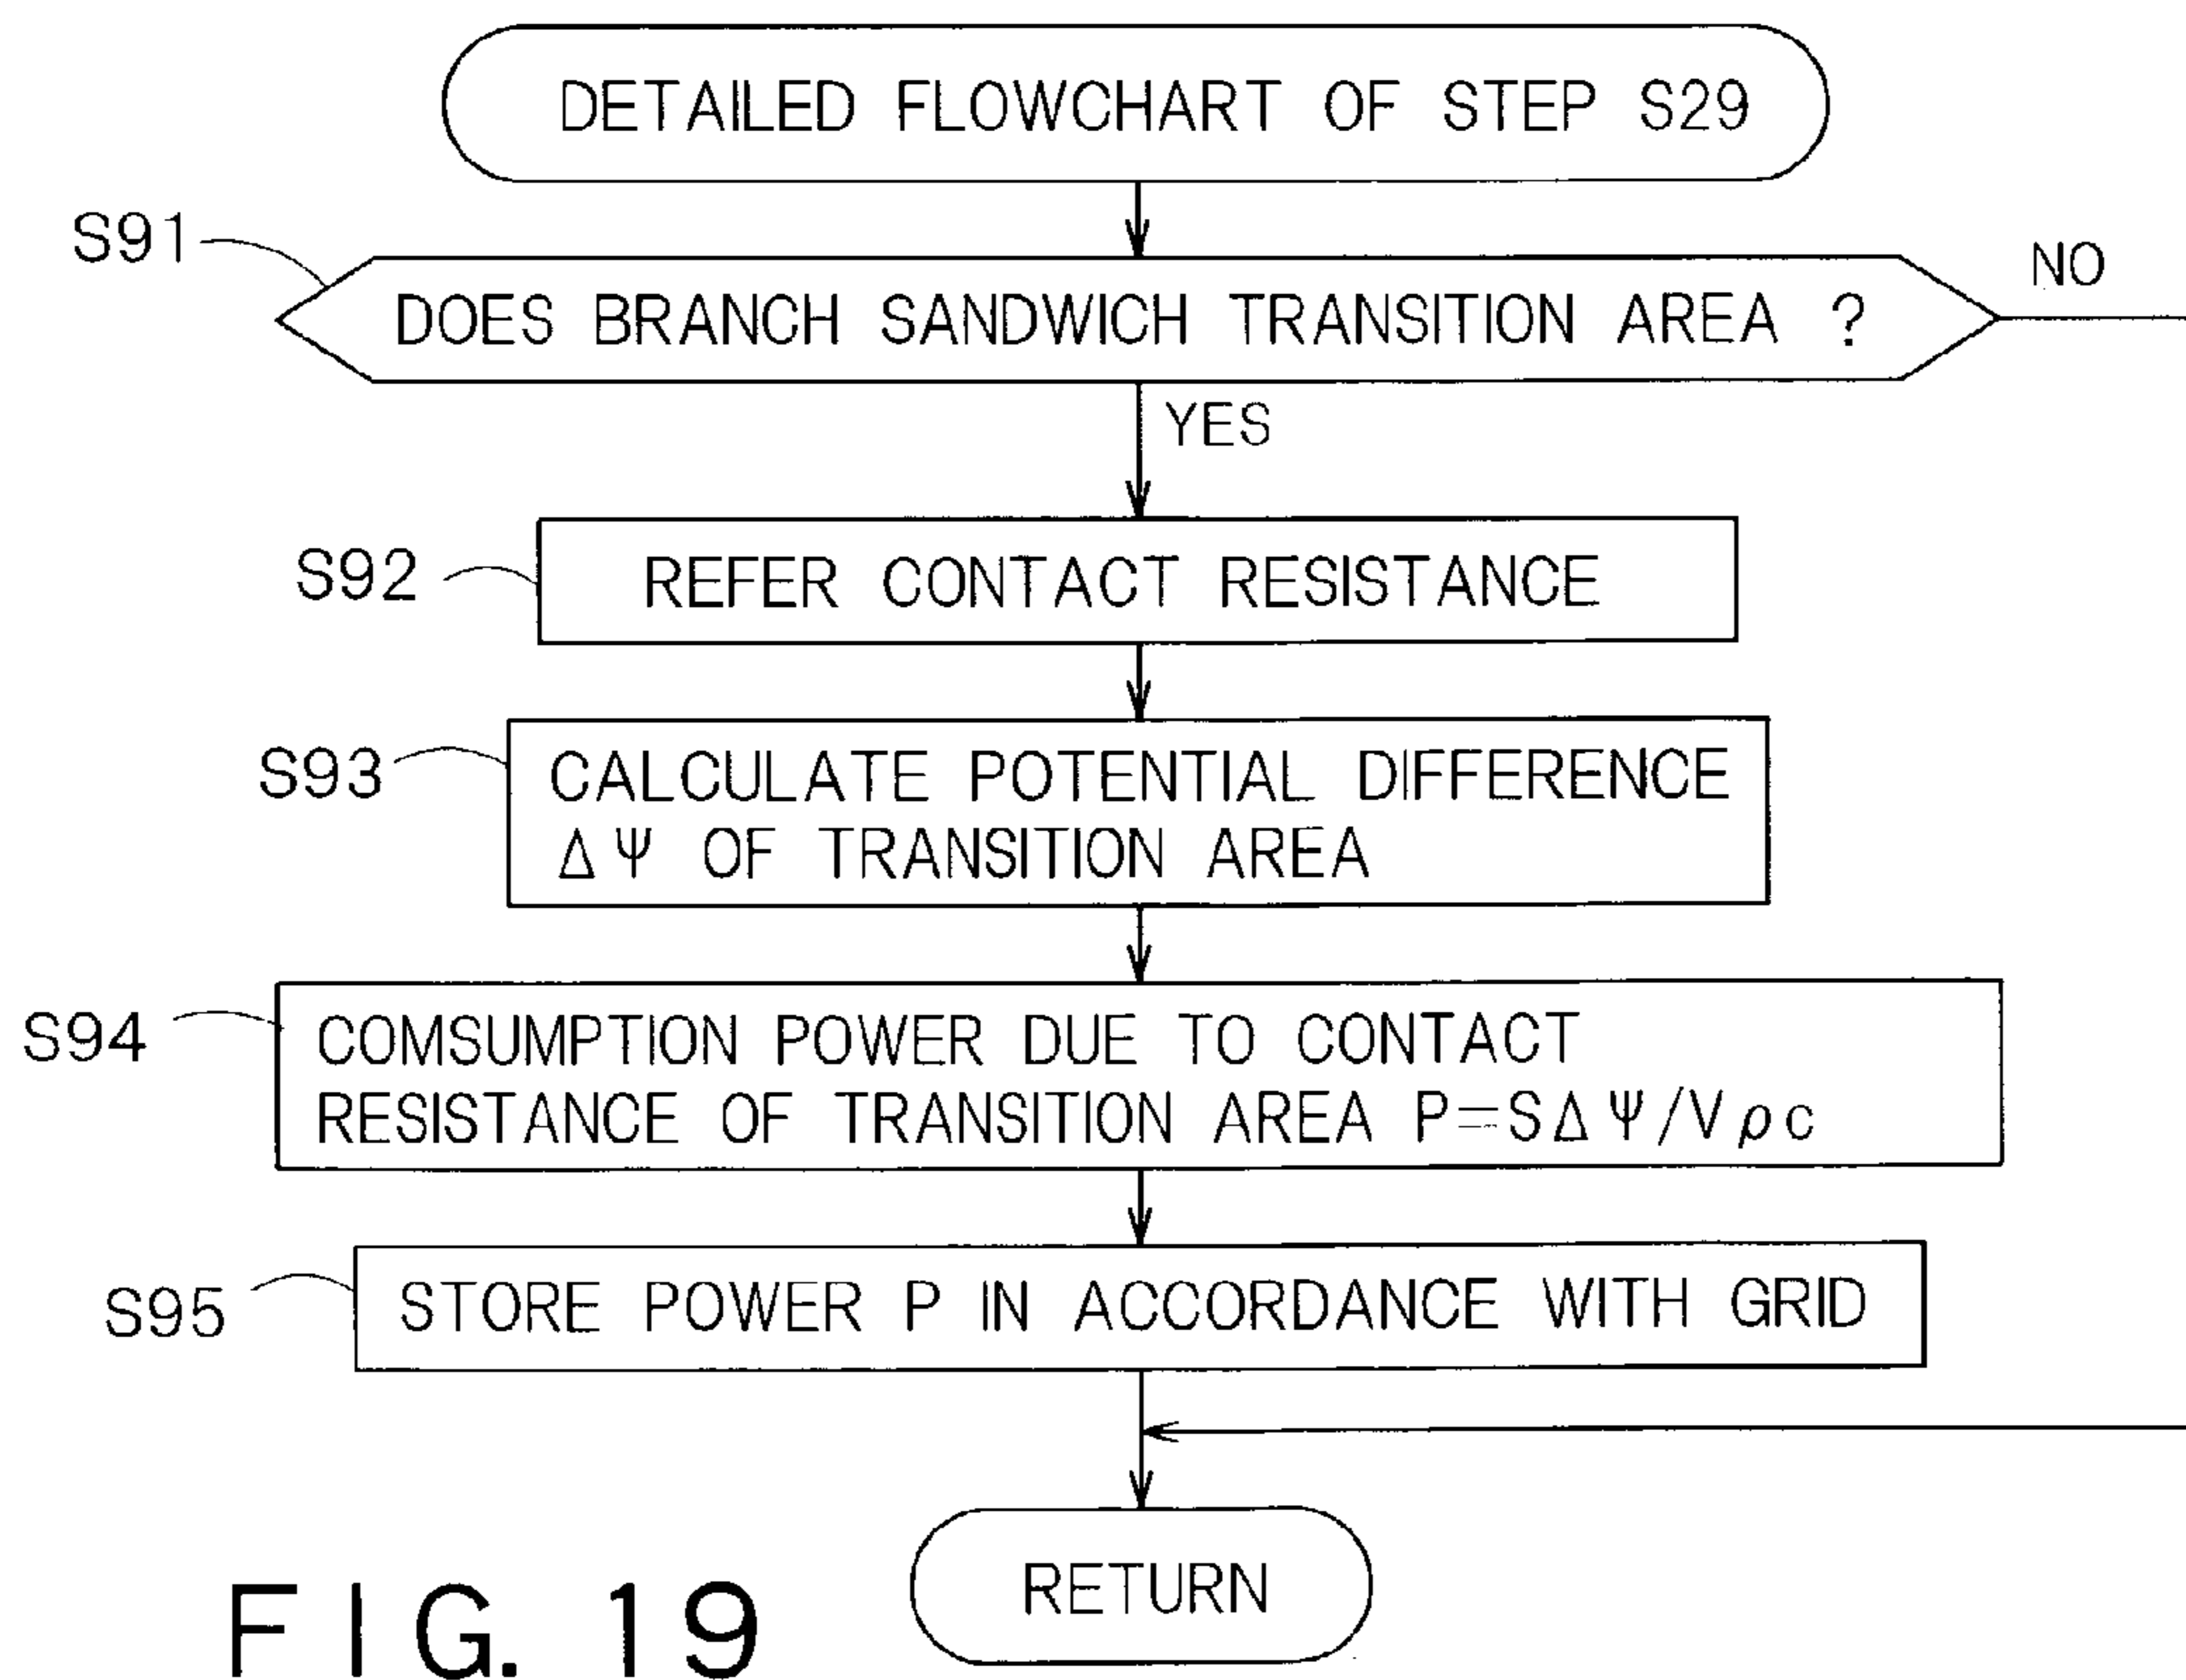 DETAILED FLOWCHART OF STEP S29
S91
DOES BRANCH SANDWICH TRANSITION AREA ?
NO
YES
S92
REFER CONTACT RESISTANCE
S93
CALCULATE POTENTIAL DIFFERENCE
ΔΨ OF TRANSITION AREA
S94
COMSUMPTION POWER DUE TO CONTACT
RESISTANCE OF TRANSITION AREA P=SΔΨ/Vρc
S95
STORE POWER P IN ACCORDANCE WITH GRID
RETURN
FIG. 19